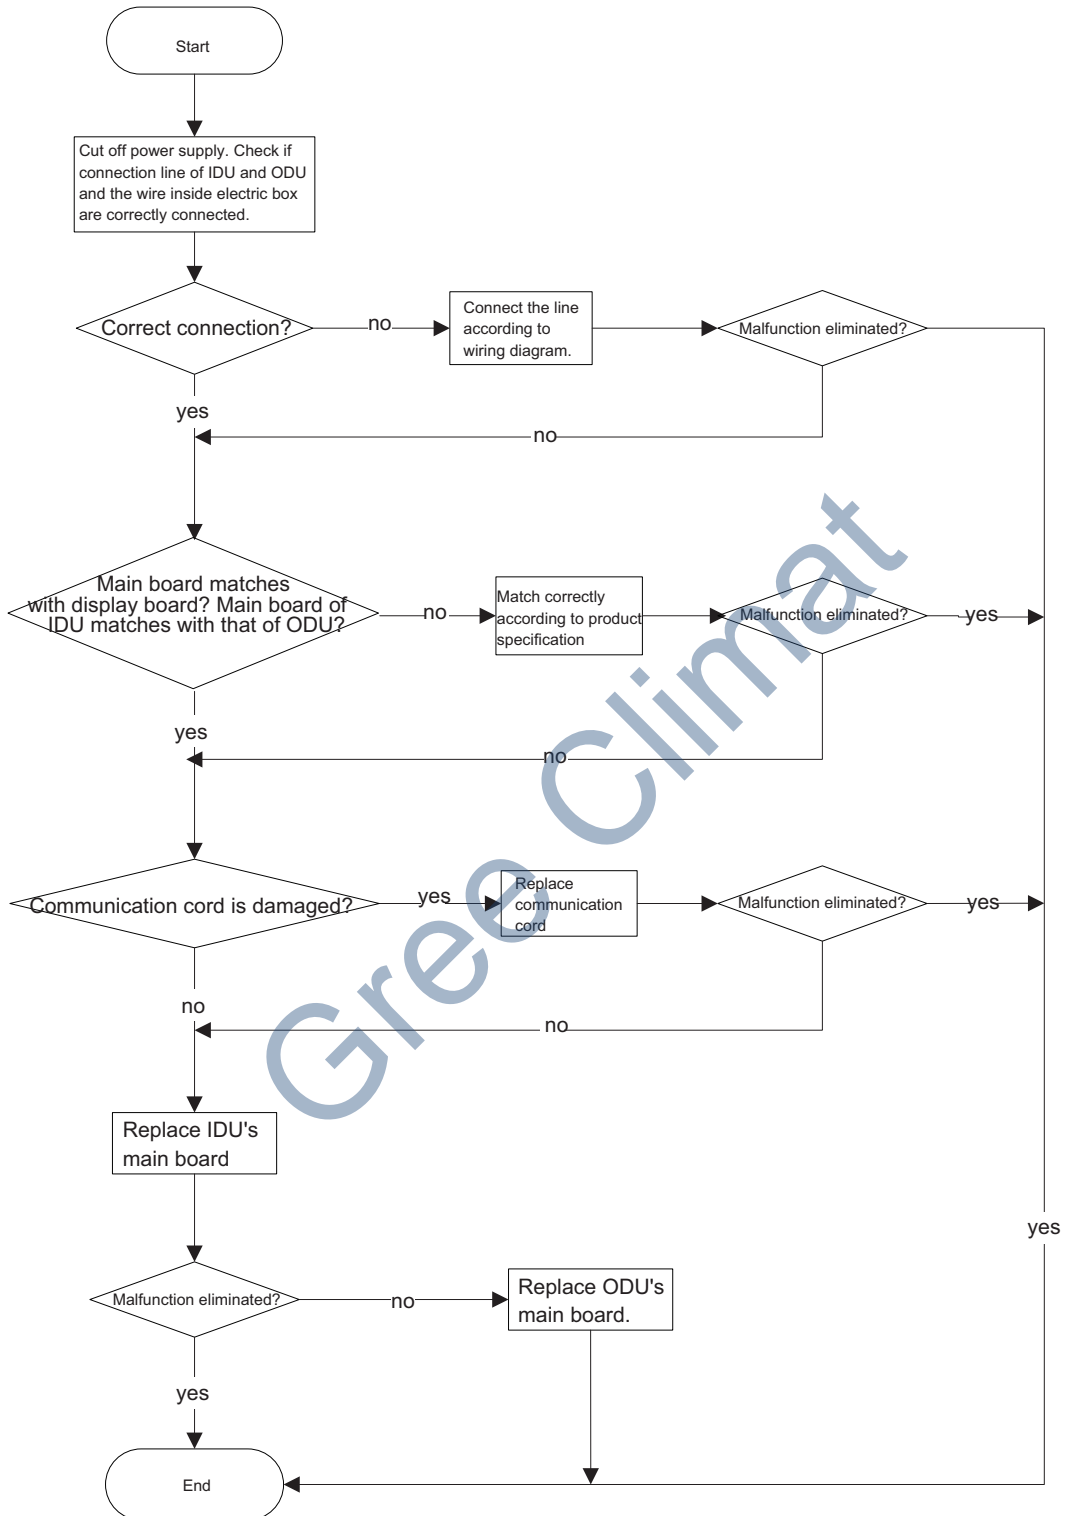 Start
Cut off power supply. Check if
connection line of IDU and ODU
and the wire inside electric box
are correctly connected.
Correct connection?
no
Connect the line
according to
wiring diagram.
Malfunction eliminated?
yes
no
Main board matches
with display board? Main board of
IDU matches with that of ODU?
no
Match correctly
according to product
specification
Malfunction eliminated?
yes
yes
no
Communication cord is damaged?
yes
Replace
communication
cord
Malfunction eliminated?
yes
no
no
Replace IDU's
main board
yes
Malfunction eliminated?
no
Replace ODU's
main board.
yes
End
Gree Climat